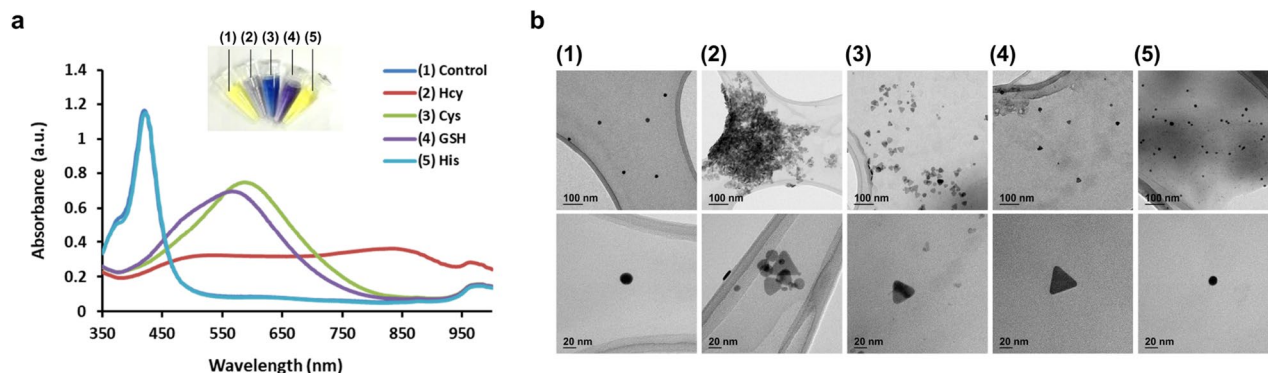 a
(1) (2) (3) (4) (5)
1.4
1.2
1
0.8
0.6
0.4
0.2
0
Absorbance (a.u.)
(1) Control
(2) Hcy
(3) Cys
(4) GSH
(5) His
350 450 550 650 750 850 950
Wavelength (nm)
b
(1) (2) (3) (4) (5)
100 nm 100 nm 100 nm 100 nm 100 nm
20 nm 20 nm 20 nm 20 nm 20 nm